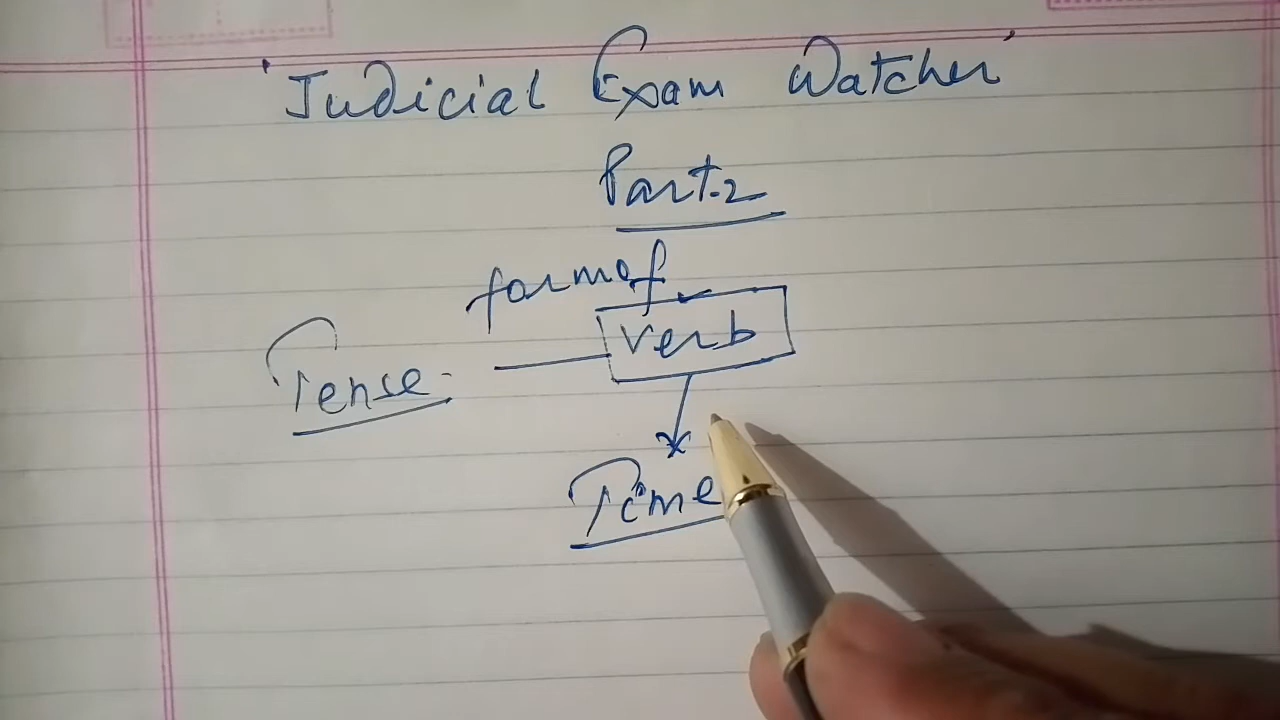 'Judicial Exam Watcher'
Part-2
form of
Tense - verb
Time